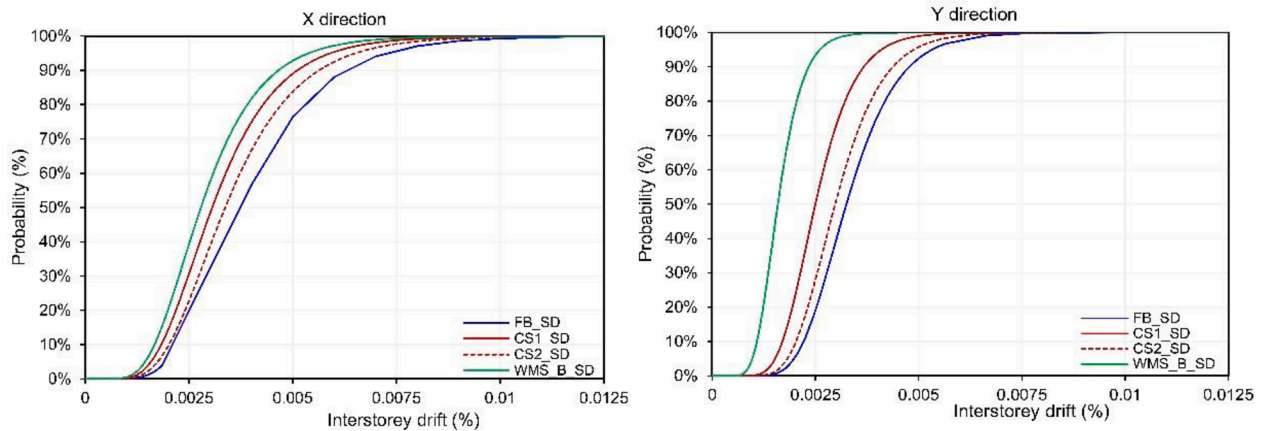 X direction
100%
90%
80%
70%
60%
50%
40%
30%
20%
10%
0%
Probability (%)
0
0.0025
0.005
0.0075
0.01
0.0125
Interstorey drift (%)
FB_SD
CS1_SD
CS2_SD
WMS_B_SD
Y direction
100%
90%
80%
70%
60%
50%
40%
30%
20%
10%
0%
Probability (%)
0
0.0025
0.005
0.0075
0.01
0.0125
Interstorey drift (%)
FB_SD
CS1_SD
CS2_SD
WMS_B_SD